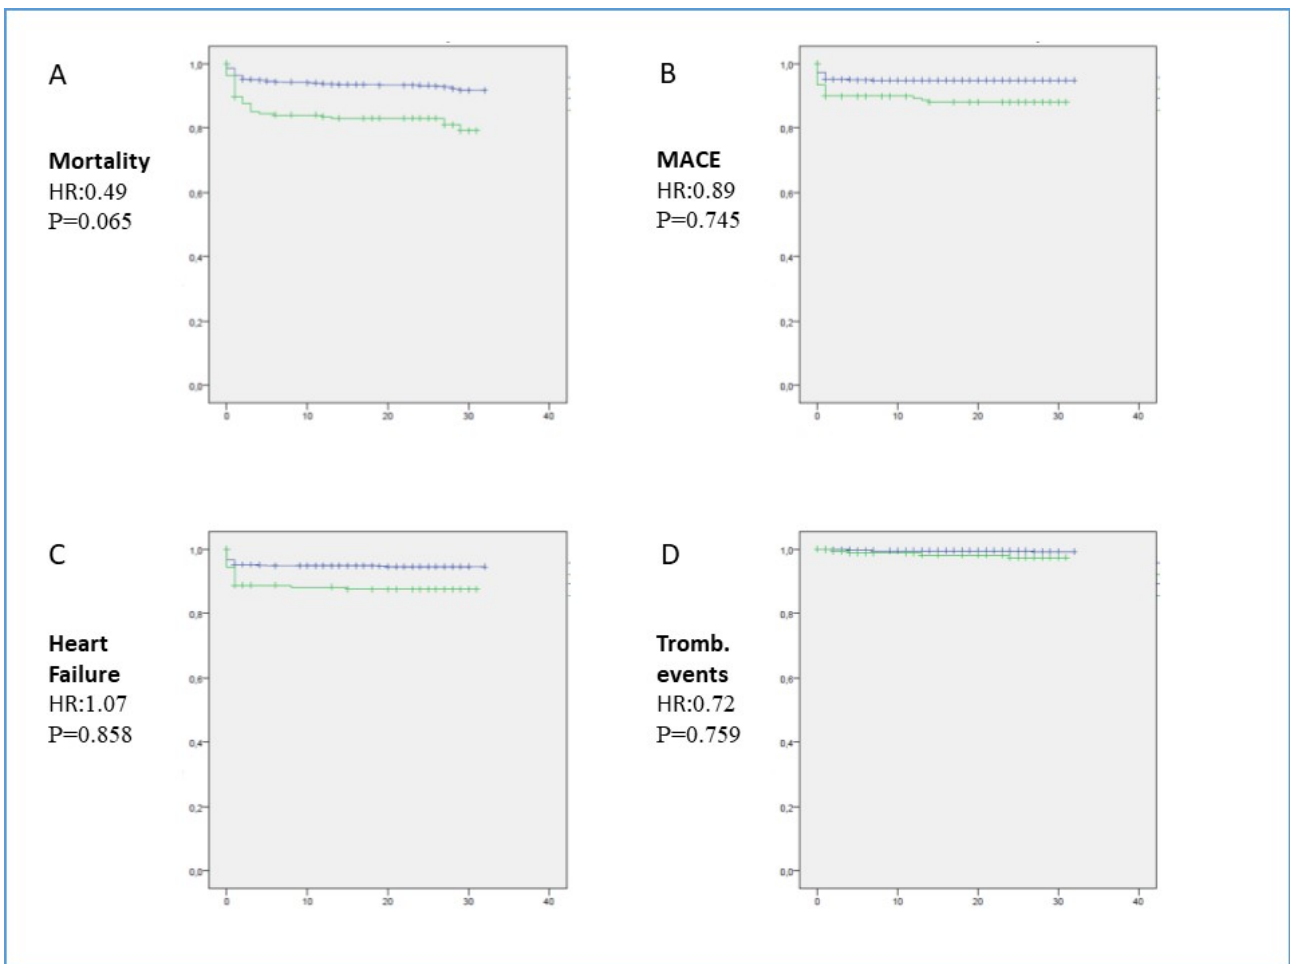 A
Mortality
HR:0.49
P=0.065
1,0
0,8
0,6
0,4
0,2
0,0
0 10 20 30 40
B
MACE
HR:0.89
P=0.745
1,0
0,8
0,6
0,4
0,2
0,0
0 10 20 30 40
C
Heart
Failure
HR:1.07
P=0.858
1,0
0,8
0,6
0,4
0,2
0,0
0 10 20 30 40
D
Tromb.
events
HR:0.72
P=0.759
1,0
0,8
0,6
0,4
0,2
0,0
0 10 20 30 40